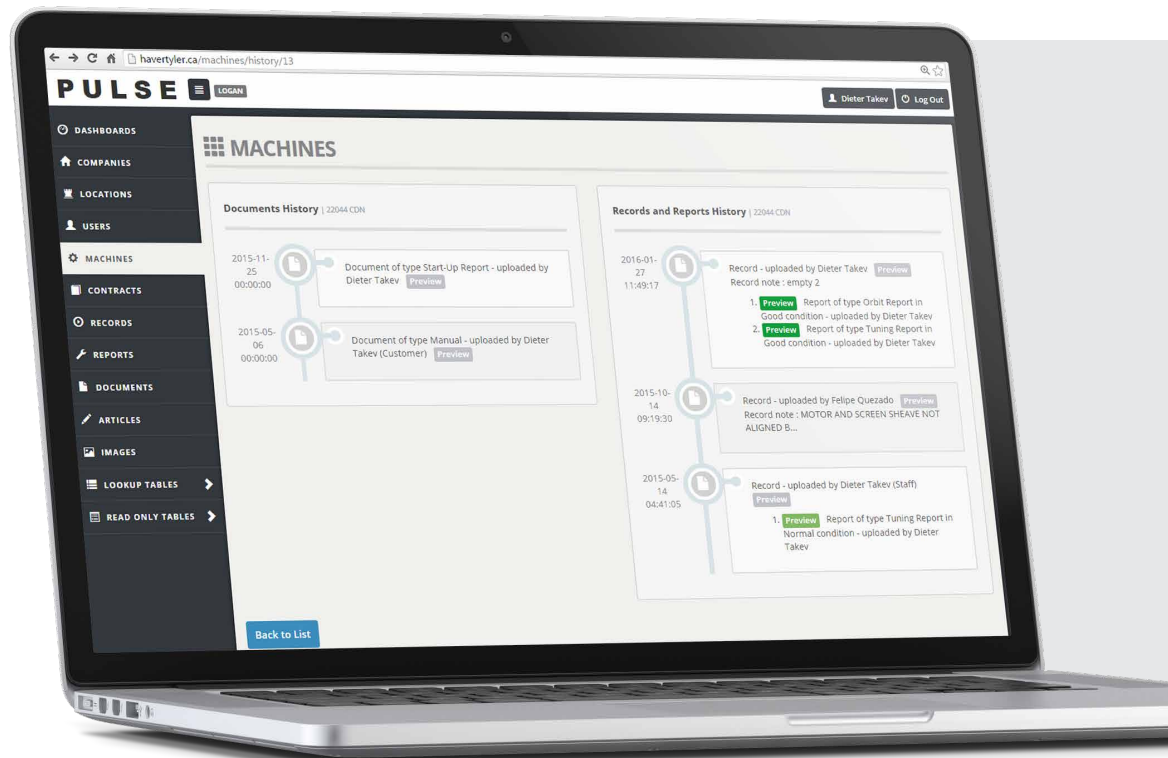 havertyler.ca/machines/history/13
PULSE LOGAN
Dieter Takev Log Out
DASHBOARDS
COMPANIES
LOCATIONS
USERS
MACHINES
CONTRACTS
RECORDS
REPORTS
DOCUMENTS
ARTICLES
IMAGES
LOOKUP TABLES
READ ONLY TABLES
MACHINES
Documents History | 22044 CDN
2015-11-
25
00:00:00
Document of type Start-Up Report - uploaded by
Dieter Takev Preview
2015-05-
06
00:00:00
Document of type Manual - uploaded by Dieter
Takev (Customer) Preview
Records and Reports History | 22044 CDN
2016-01-
27
11:49:17
Record - uploaded by Dieter Takev Preview
Record note : empty 2
1. Preview Report of type Orbit Report in
Good condition - uploaded by Dieter Takev
2. Preview Report of type Tuning Report in
Good condition - uploaded by Dieter Takev
2015-10-
14
09:19:30
Record - uploaded by Felipe Quezado Preview
Record note : MOTOR AND SCREEN SHEAVE NOT
ALIGNED B...
2015-05-
14
04:41:05
Record - uploaded by Dieter Takev (Staff)
Preview
1. Preview Report of type Tuning Report in
Normal condition - uploaded by Dieter
Takev
Back to List